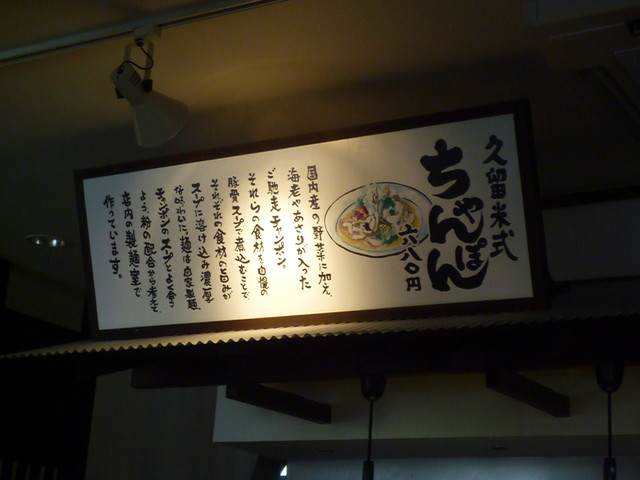 久留米式
ちゃんぽん
六八〇円
国内産の野菜に加え、
海老やあさりが入った
ご馳走チャンポン。
それらの食材を自慢の
豚骨スープで煮込むことで、
それぞれの食材の旨みが
スープに溶け込み濃厚
な味わいに。麺は自家製麺、
チャンポンのスープとよく合う
よう、粉の配合から考えて、
店内の製麺室で
作っています。